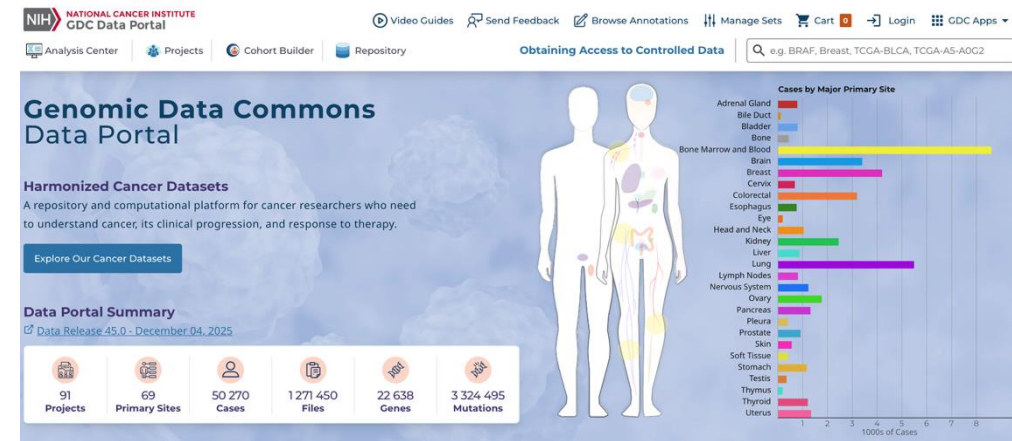 NIH NATIONAL CANCER INSTITUTE
GDC Data Portal
Video Guides Send Feedback Browse Annotations Manage Sets Cart 0 Login GDC Apps
Analysis Center Projects Cohort Builder Repository Obtaining Access to Controlled Data e.g. BRAF, Breast, TCGA-BLCA, TCGA-A5-A0G2
Genomic Data Commons
Data Portal
Harmonized Cancer Datasets
A repository and computational platform for cancer researchers who need
to understand cancer, its clinical progression, and response to therapy.
Explore Our Cancer Datasets
Data Portal Summary
Data Release 45.0 - December 04, 2025
91 69 50 270 1 271 450 22 638 3 324 495
Projects Primary Sites Cases Files Genes Mutations
Cases by Major Primary Site
Adrenal Gland
Bile Duct
Bladder
Bone
Bone Marrow and Blood
Brain
Breast
Cervix
Colorectal
Esophagus
Eye
Head and Neck
Kidney
Liver
Lung
Lymph Nodes
Nervous System
Ovary
Pancreas
Pleura
Prostate
Skin
Soft Tissue
Stomach
Testis
Thymus
Thyroid
Uterus
1 2 3 4 5 6 7 8
1000s of Cases